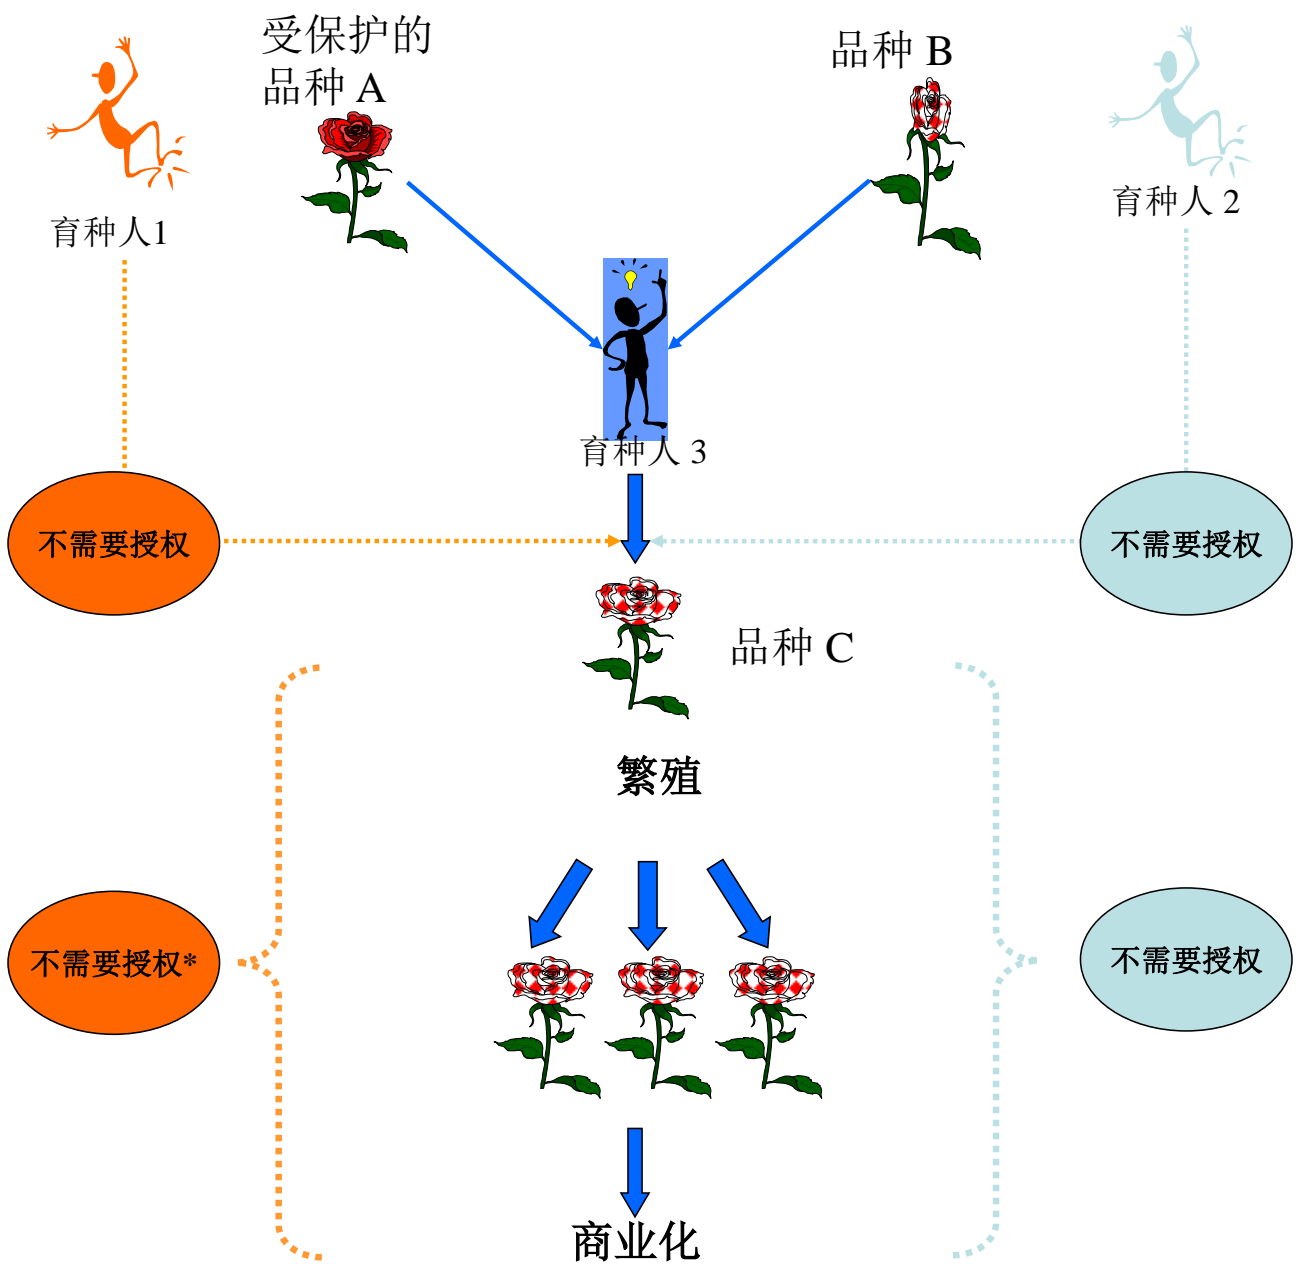 受保护的
品种 A
品种 B
育种人1
育种人 2
育种人 3
不需要授权
不需要授权
品种 C
繁殖
不需要授权*
不需要授权
商业化